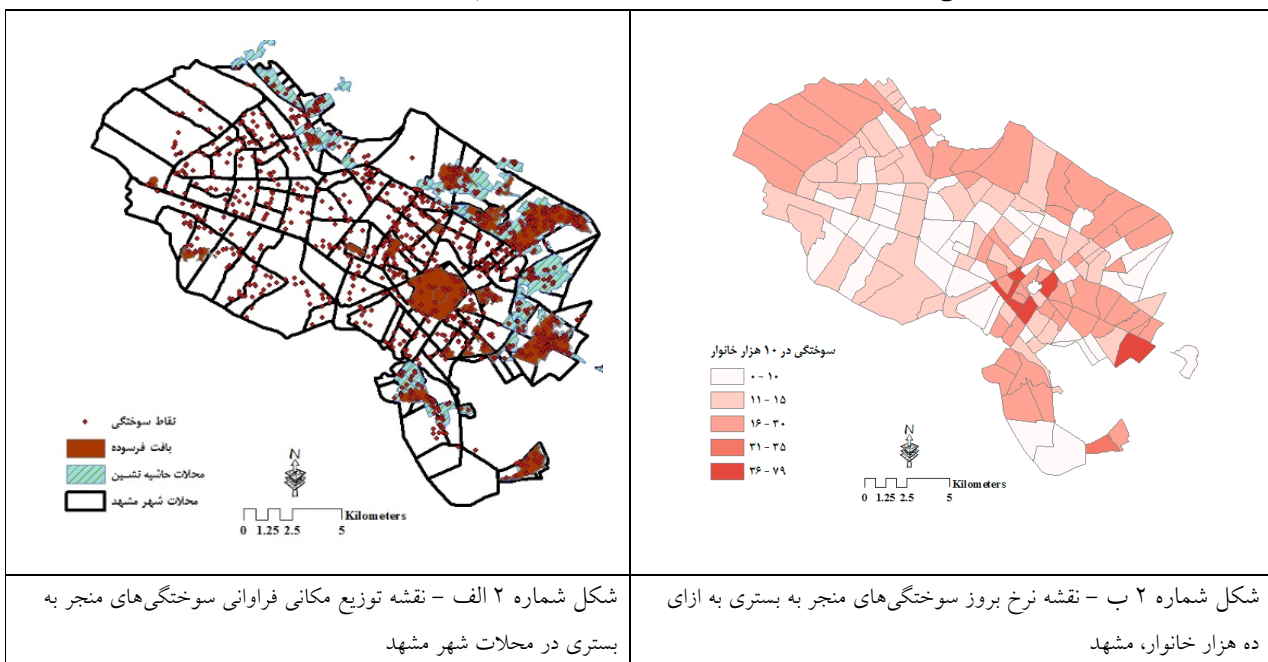 نقاط سوختگی
بافت فرسوده
محلات حاشیه نشین
محلات شهر مشهد
N
Kilometers
0 1.25 2.5 5
سوختگی در ۱۰ هزار خانوار
۰ - ۱۰
۱۱ - ۱۵
۱۶ - ۳۰
۳۱ - ۳۵
۳۶ - ۷۹
N
Kilometers
0 1.25 2.5 5
شکل شماره ۲ الف - نقشه توزیع مکانی فراوانی سوختگی‌های منجر به
بستری در محلات شهر مشهد
شکل شماره ۲ ب - نقشه نرخ بروز سوختگی‌های منجر به بستری به ازای
ده هزار خانوار، مشهد